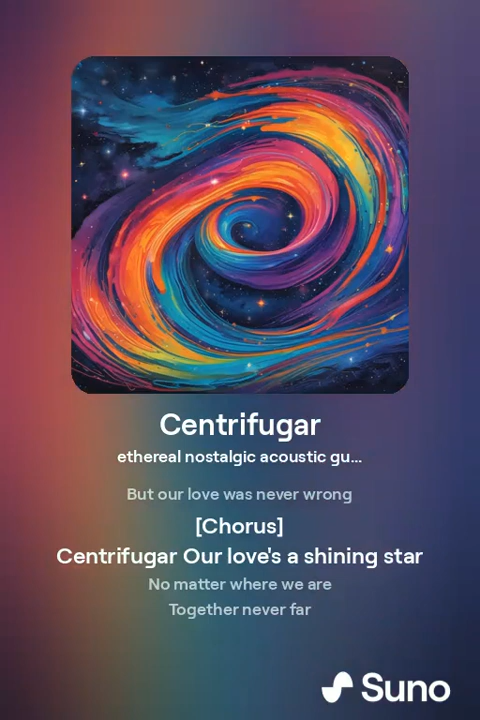 Centrifugar
ethereal nostalgic acoustic gu...
But our love was never wrong
[Chorus]
Centrifugar Our love's a shining star
No matter where we are
Together never far
Suno